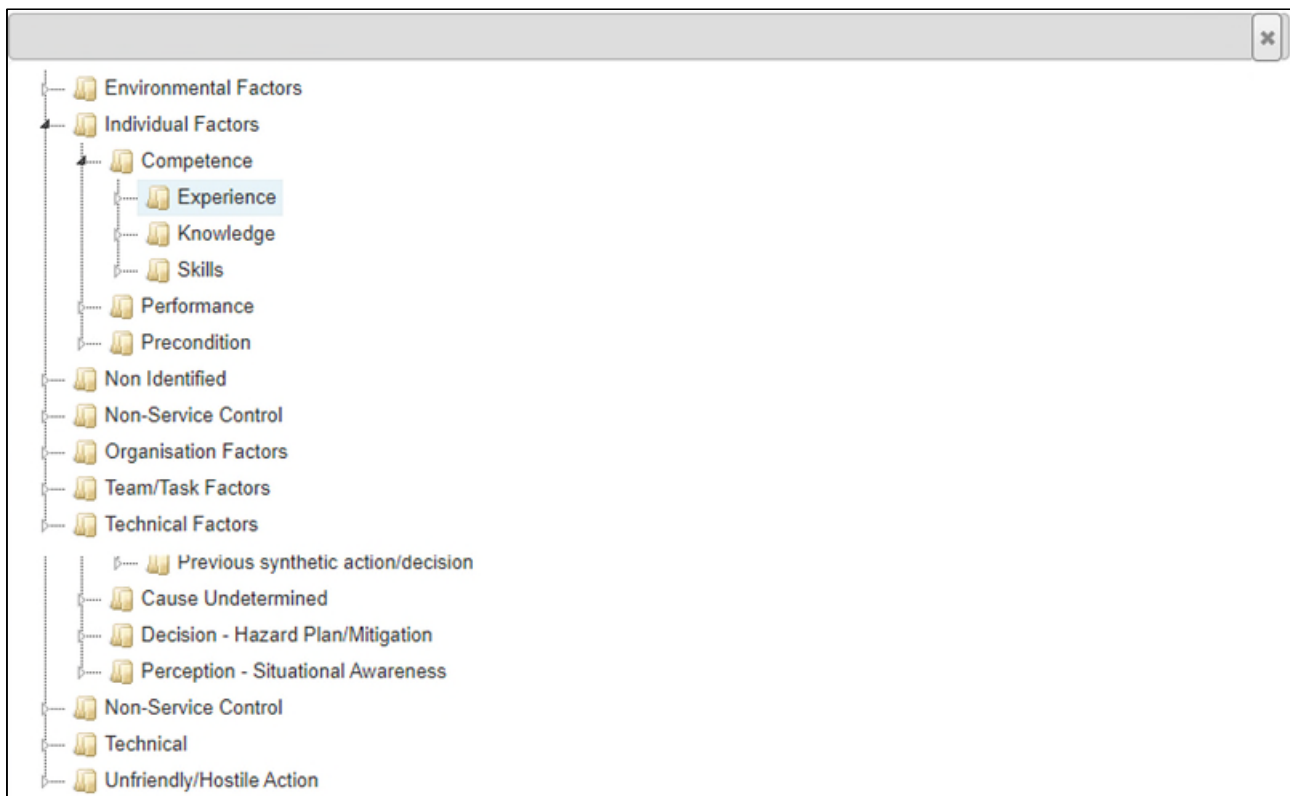 Environmental Factors
Individual Factors
Competence
Experience
Knowledge
Skills
Performance
Precondition
Non Identified
Non-Service Control
Organisation Factors
Team/Task Factors
Technical Factors
Previous synthetic action/decision
Cause Undetermined
Decision - Hazard Plan/Mitigation
Perception - Situational Awareness
Non-Service Control
Technical
Unfriendly/Hostile Action